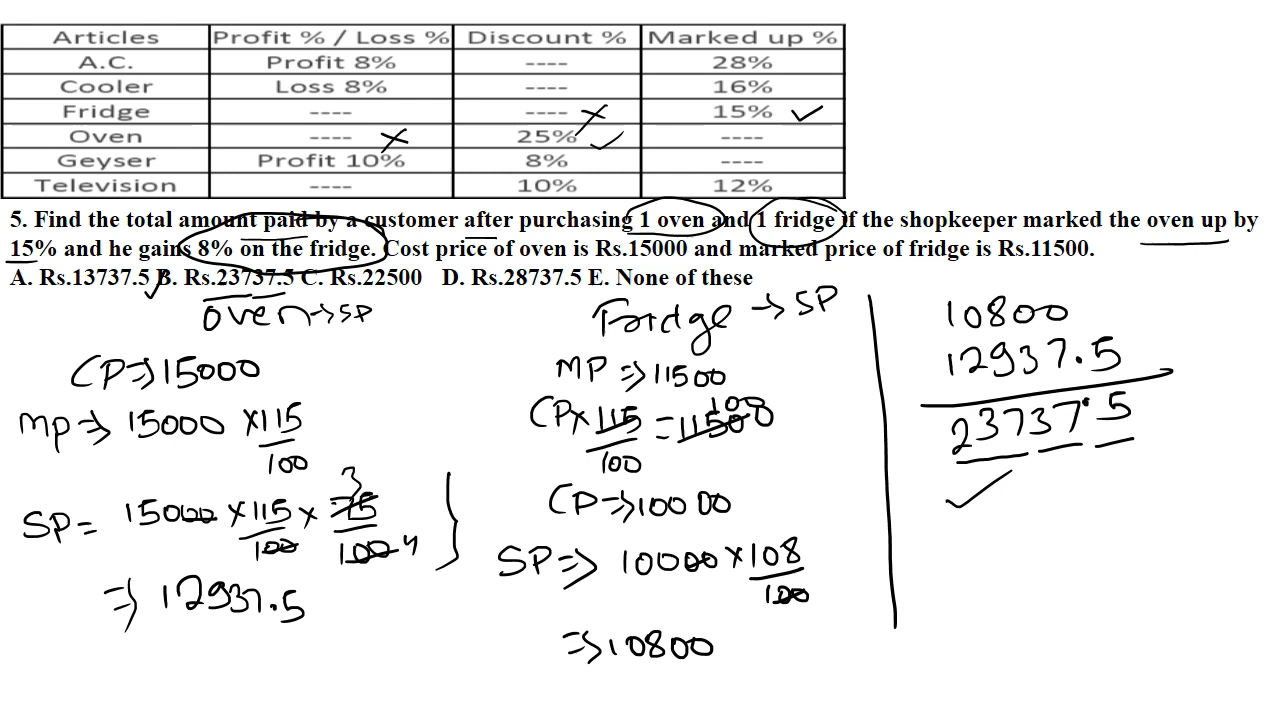 Articles Profit % / Loss % Discount % Marked up %
A.C. Profit 8% ---- 28%
Cooler Loss 8% ---- 16%
Fridge ---- ---- 15%
Oven ---- 25% ----
Geyser Profit 10% 8% ----
Television ---- 10% 12%
5. Find the total amount paid by a customer after purchasing 1 oven and 1 fridge if the shopkeeper marked the oven up by
15% and he gains 8% on the fridge. Cost price of oven is Rs.15000 and marked price of fridge is Rs.11500.
A. Rs.13737.5 B. Rs.23737.5 C. Rs.22500 D. Rs.28737.5 E. None of these
oven → SP
CP ⇒ 15000
MP ⇒ 15000 × 115/100
SP = 15000 × 115/100 × 75/100 3 4
⇒ 12937.5
Fridge → SP
MP ⇒ 11500
CP × 115/100 = 11500 100
CP ⇒ 10000
SP ⇒ 10000 × 108/100
⇒ 10800
10800
12937.5
23737.5